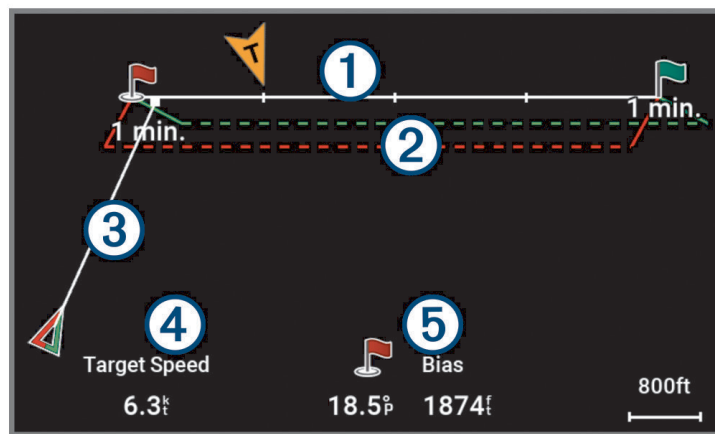 T
1
1 min.
1 min.
2
3
4
5
Target Speed
Bias
6.3kt
18.5°P
1874ft
800ft